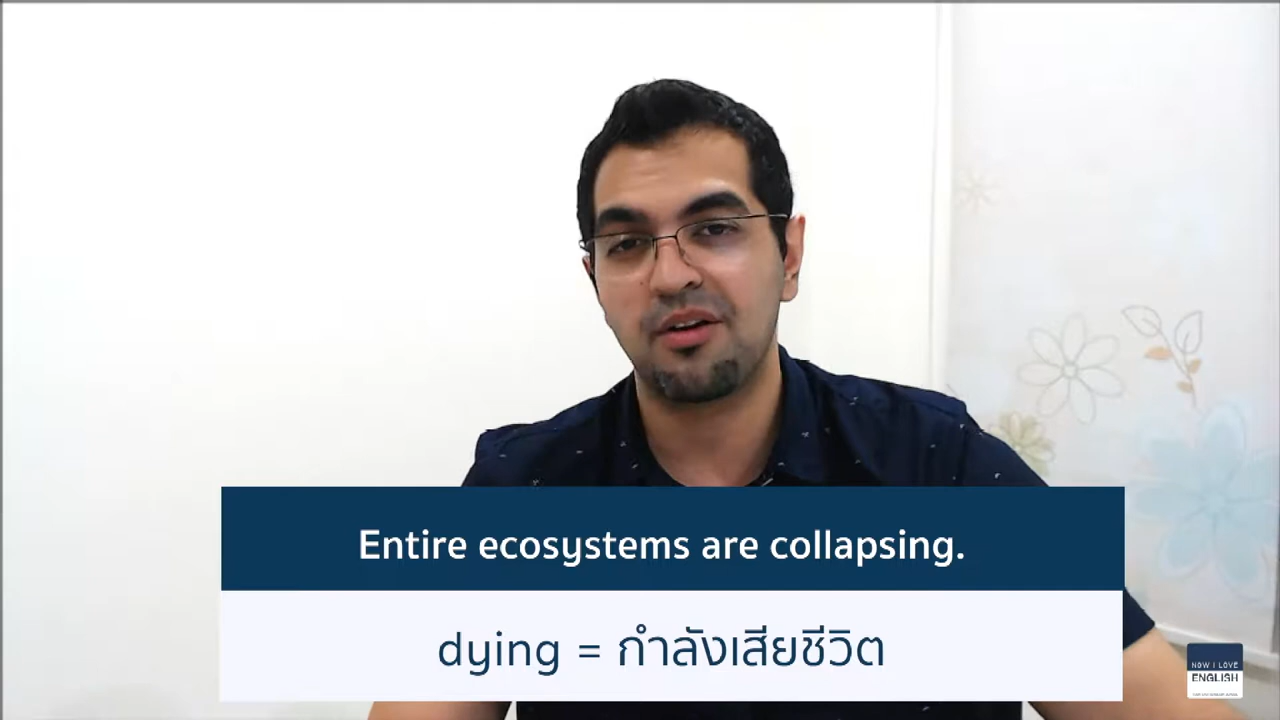 Entire ecosystems are collapsing.
dying = กำลังเสียชีวิต
NOW I LOVE
ENGLISH